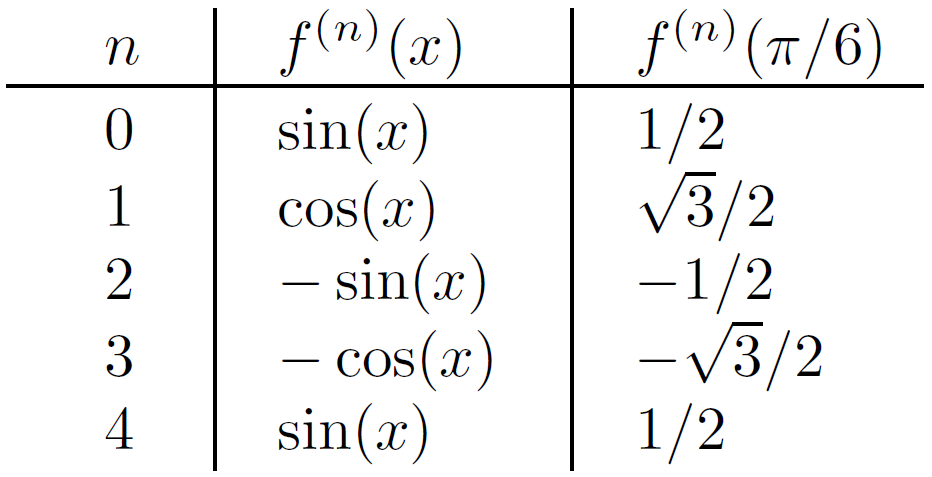 n f^{(n)}(x) f^{(n)}(π/6)
0 sin(x) 1/2
1 cos(x) √3/2
2 − sin(x) −1/2
3 − cos(x) −√3/2
4 sin(x) 1/2